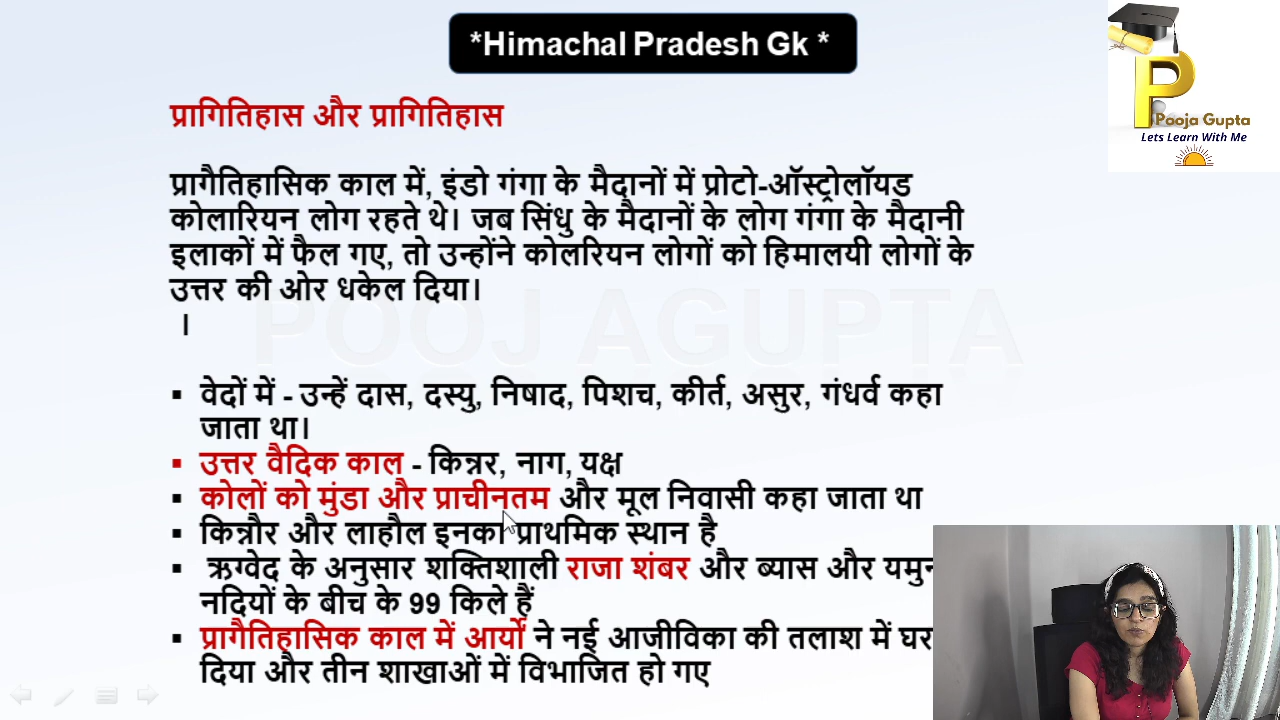 *Himachal Pradesh Gk *
P
Pooja Gupta
Lets Learn With Me
प्रागितिहास और प्रागितिहास
प्रागैतिहासिक काल में, इंडो गंगा के मैदानों में प्रोटो-ऑस्ट्रोलॉयड
कोलारियन लोग रहते थे। जब सिंधु के मैदानों के लोग गंगा के मैदानी
इलाकों में फैल गए, तो उन्होंने कोलरियन लोगों को हिमालयी लोगों के
उत्तर की ओर धकेल दिया।
।
POOJ AGUPTA
▪ वेदों में - उन्हें दास, दस्यु, निषाद, पिशच, कीर्त, असुर, गंधर्व कहा
जाता था।
▪ उत्तर वैदिक काल - किन्नर, नाग, यक्ष
▪ कोलों को मुंडा और प्राचीनतम और मूल निवासी कहा जाता था
▪ किन्नौर और लाहौल इनका प्राथमिक स्थान है
▪ ऋग्वेद के अनुसार शक्तिशाली राजा शंबर और ब्यास और
नदियों के बीच के 99 किले हैं
▪ प्रागैतिहासिक काल में आर्यों ने नई आजीविका की तलाश में घर
दिया और तीन शाखाओं में विभाजित हो गए